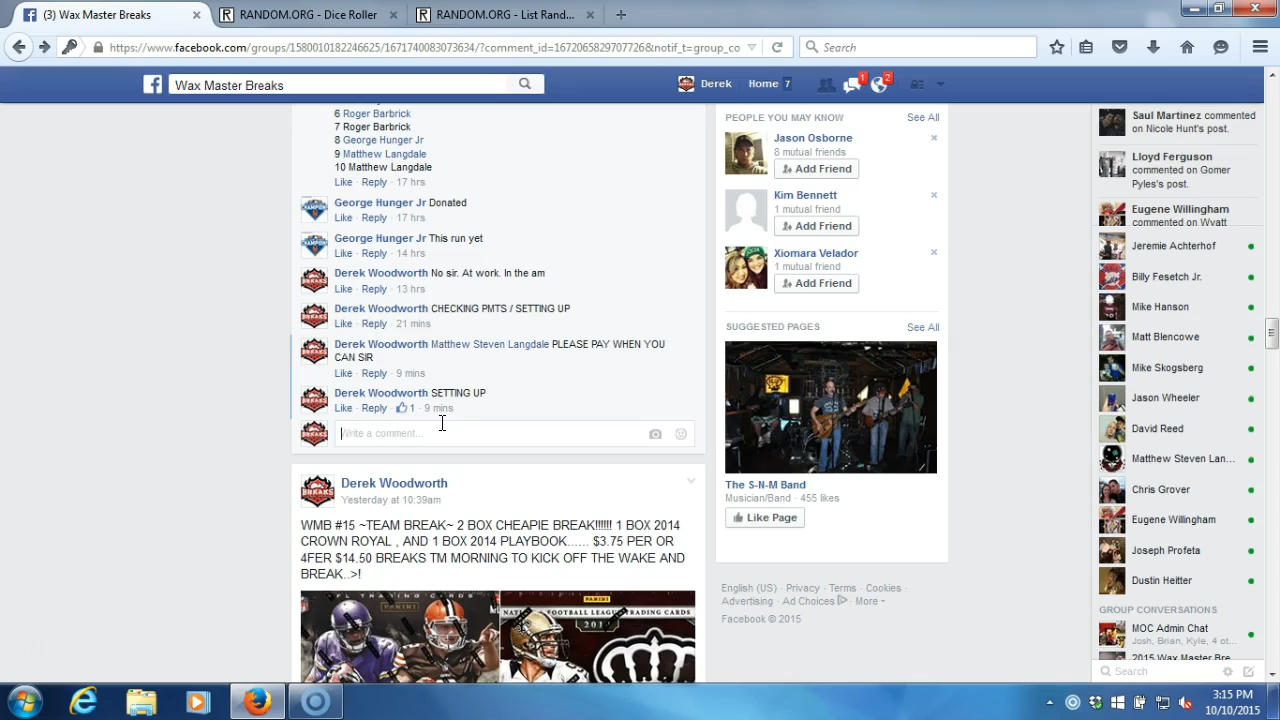 (3) Wax Master Breaks
RANDOM.ORG - Dice Roller
RANDOM.ORG - List Rand...
https://www.facebook.com/groups/1580010182246625/1671740083073634/?comment_id=1672065829707726&notif_t=group_co
Search
Wax Master Breaks
Derek
Home 7
1
2
6 Roger Barbrick
7 Roger Barbrick
8 George Hunger Jr
9 Matthew Langdale
10 Matthew Langdale
Like · Reply · 17 hrs
George Hunger Jr Donated
Like · Reply · 17 hrs
George Hunger Jr This run yet
Like · Reply · 14 hrs
Derek Woodworth No sir. At work. In the am
Like · Reply · 13 hrs
Derek Woodworth CHECKING PMTS / SETTING UP
Like · Reply · 21 mins
Derek Woodworth Matthew Steven Langdale PLEASE PAY WHEN YOU
CAN SIR
Like · Reply · 9 mins
Derek Woodworth SETTING UP
Like · Reply · 1 · 9 mins
Write a comment...
Derek Woodworth
Yesterday at 10:39am
WMB #15 ~TEAM BREAK~ 2 BOX CHEAPIE BREAK!!!!!! 1 BOX 2014
CROWN ROYAL , AND 1 BOX 2014 PLAYBOOK...... $3.75 PER OR
4FER $14.50 BREAKS TM MORNING TO KICK OFF THE WAKE AND
BREAK..>!
PANINI
PANINI
PEOPLE YOU MAY KNOW
See All
Jason Osborne
8 mutual friends
Add Friend
Kim Bennett
1 mutual friend
Add Friend
Xiomara Velador
1 mutual friend
Add Friend
SUGGESTED PAGES
See All
The S-N-M Band
Musician/Band · 455 likes
Like Page
English (US) · Privacy · Terms · Cookies ·
Advertising · Ad Choices · More
Facebook © 2015
Saul Martinez commented
on Nicole Hunt's post.
Lloyd Ferguson
commented on Gomer
Pyles's post.
Eugene Willingham
commented on Wyatt
Jeremie Achterhof
Billy Fesetch Jr.
Mike Hanson
Matt Blencowe
Mike Skogsberg
Jason Wheeler
David Reed
Matthew Steven Lan...
Chris Grover
Eugene Willingham
Joseph Profeta
Dustin Heitter
GROUP CONVERSATIONS
MOC Admin Chat
Josh, Brian, Kyle, 4 ot...
2015 Wax Master Bre...
Search
3:15 PM
10/10/2015